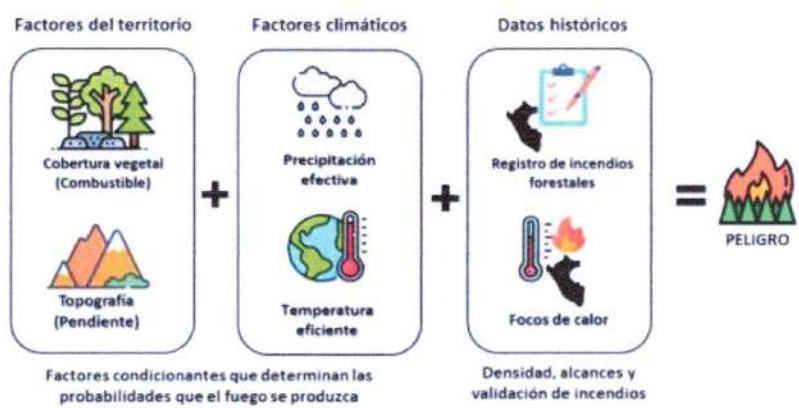 Factores del territorio
Cobertura vegetal
(Combustible)
Topografía
(Pendiente)
+
Factores climáticos
Precipitación
efectiva
Temperatura
eficiente
Factores condicionantes que determinan las
probabilidades que el fuego se produzca
+
Datos históricos
Registro de incendios
forestales
Focos de calor
Densidad, alcances y
validación de incendios
=
PELIGRO